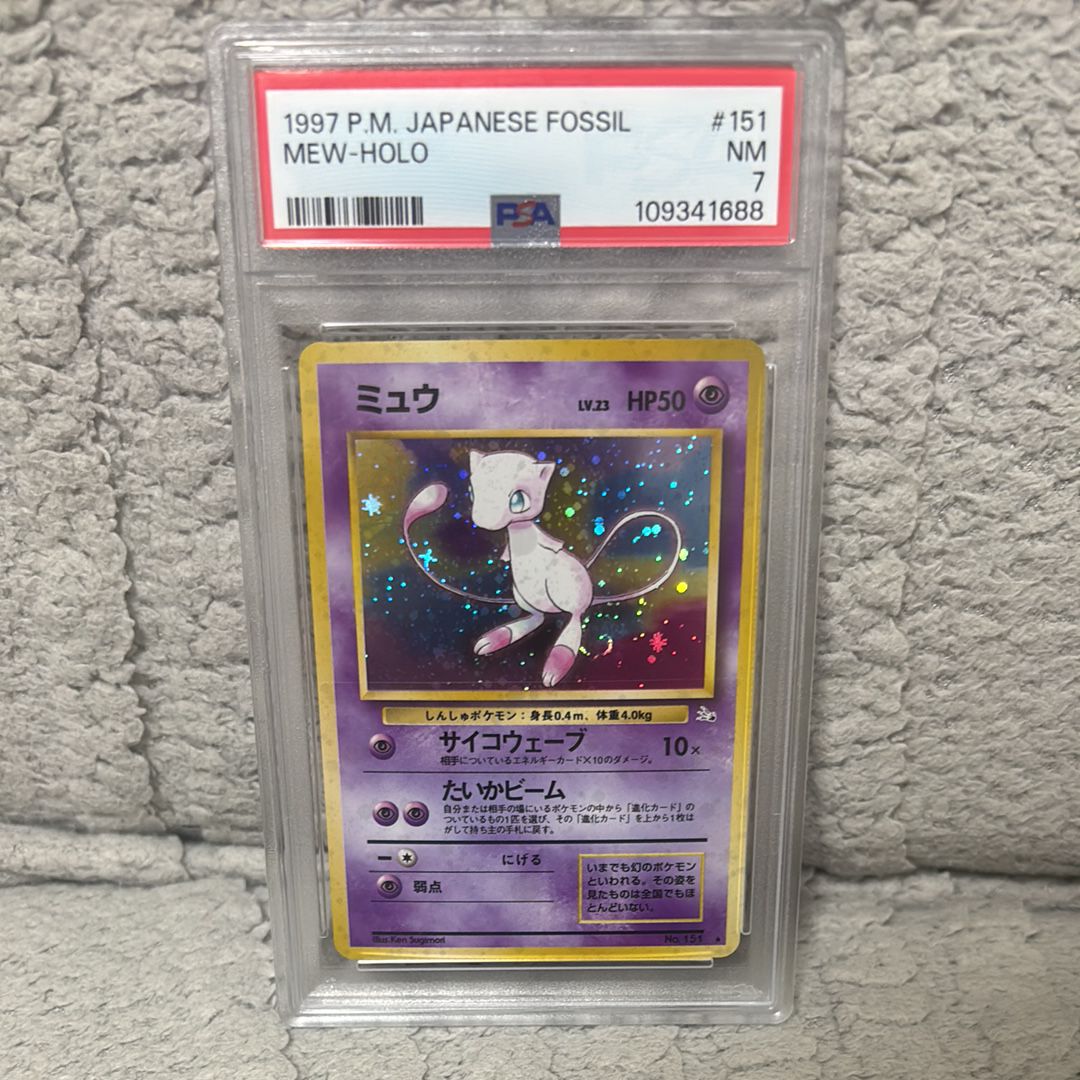 1997 P.M. JAPANESE FOSSIL #151
MEW-HOLO NM
7
PSA 109341688
ミュウ LV.23 HP50
しんしゅポケモン：身長0.4m、体重4.0kg
サイコウェーブ 10×
相手についているエネルギーカード×10のダメージ。
たいかビーム
自分または相手の場にいるポケモンの中から「進化カード」の
ついているもの1匹を選び、その「進化カード」を上から1枚は
がして持ち主の手札に戻す。
ー にげる
弱点
いまでも幻のポケモン
といわれる。その姿を
見たものは全国でもほ
とんどいない。
Illus.Ken Sugimori No.151 ★